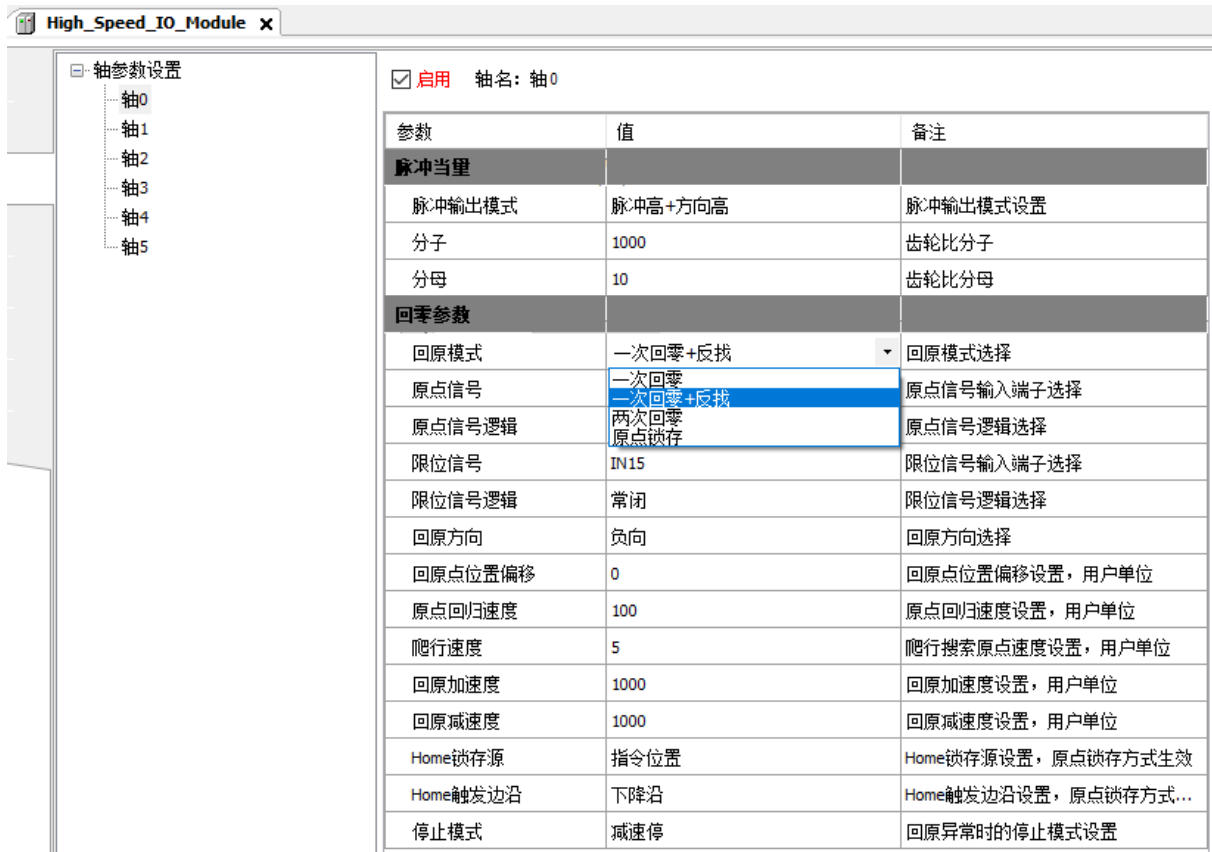 High_Speed_IO_Module x
轴参数设置
轴0
轴1
轴2
轴3
轴4
轴5
启用 轴名：轴0
参数 值 备注
脉冲当量
脉冲输出模式 脉冲高+方向高 脉冲输出模式设置
分子 1000 齿轮比分子
分母 10 齿轮比分母
回零参数
回原模式 一次回零+反找 回原模式选择
一次回零
一次回零+反找
两次回零
原点锁存
原点信号 原点信号输入端子选择
原点信号逻辑 原点信号逻辑选择
限位信号 IN15 限位信号输入端子选择
限位信号逻辑 常闭 限位信号逻辑选择
回原方向 负向 回原方向选择
回原点位置偏移 0 回原点位置偏移设置，用户单位
原点回归速度 100 原点回归速度设置，用户单位
爬行速度 5 爬行搜索原点速度设置，用户单位
回原加速度 1000 回原加速度设置，用户单位
回原减速度 1000 回原减速度设置，用户单位
Home锁存源 指令位置 Home锁存源设置，原点锁存方式生效
Home触发边沿 下降沿 Home触发边沿设置，原点锁存方式...
停止模式 减速停 回原异常时的停止模式设置